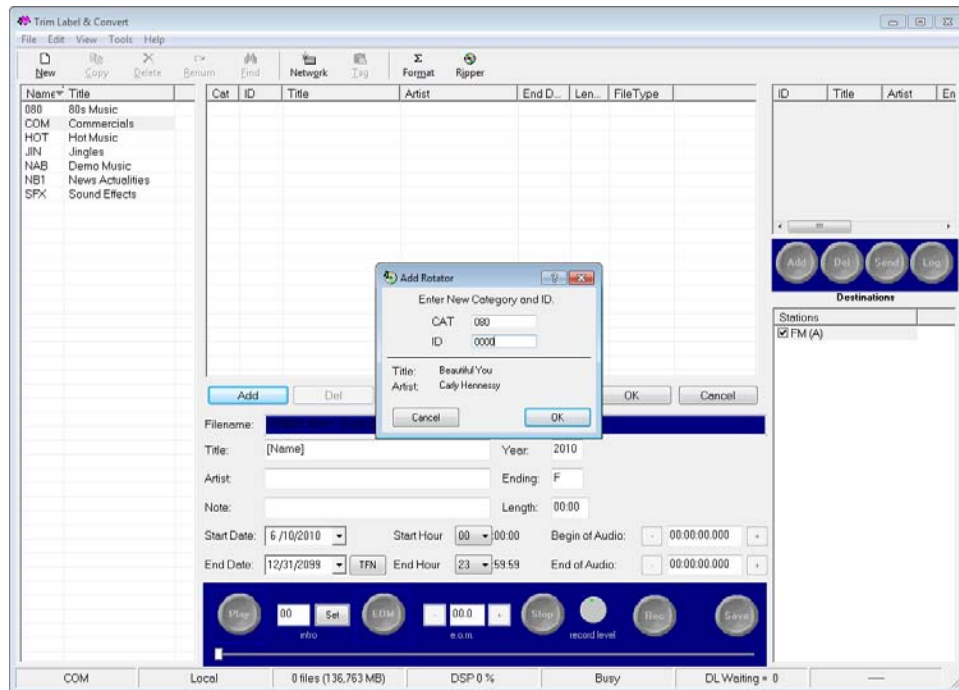 Trim Label & Convert
File Edit View Tools Help
New Copy Delete Renum Find Network Tag Format Ripper
Name Title
080 80s Music
COM Commercials
HOT Hot Music
JIN Jingles
NAB Demo Music
NB1 News Actualities
SFX Sound Effects
Cat ID Title Artist End D... Len... FileType
ID Title Artist En
Add Del Send Log
Destinations
Stations
FM (A)
Add Rotator
Enter New Category and ID.
CAT 080
ID 0000
Title: Beautiful You
Artist: Carly Hennessy
Cancel OK
Add Del OK Cancel
Filename:
Title: [Name] Year: 2010
Artist: Ending: F
Note: Length: 00:00
Start Date: 6 /10/2010 Start Hour 00 :00:00 Begin of Audio: - 00:00:00.000 +
End Date: 12/31/2099 TFN End Hour 23 :59:59 End of Audio: - 00:00:00.000 +
Play 00 Set EOM - 00.0 + Stop Rec Save
intro e.o.m. record level
COM Local 0 files (136,763 MB) DSP 0 % Busy DL Waiting = 0 ----